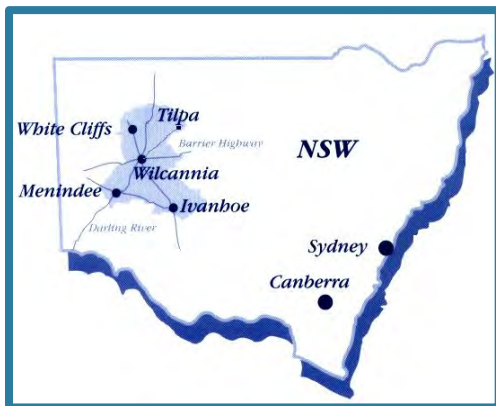 Tilpa
White Cliffs
Barrier Highway
NSW
Wilcannia
Menindee
Ivanhoe
Darling River
Sydney
Canberra